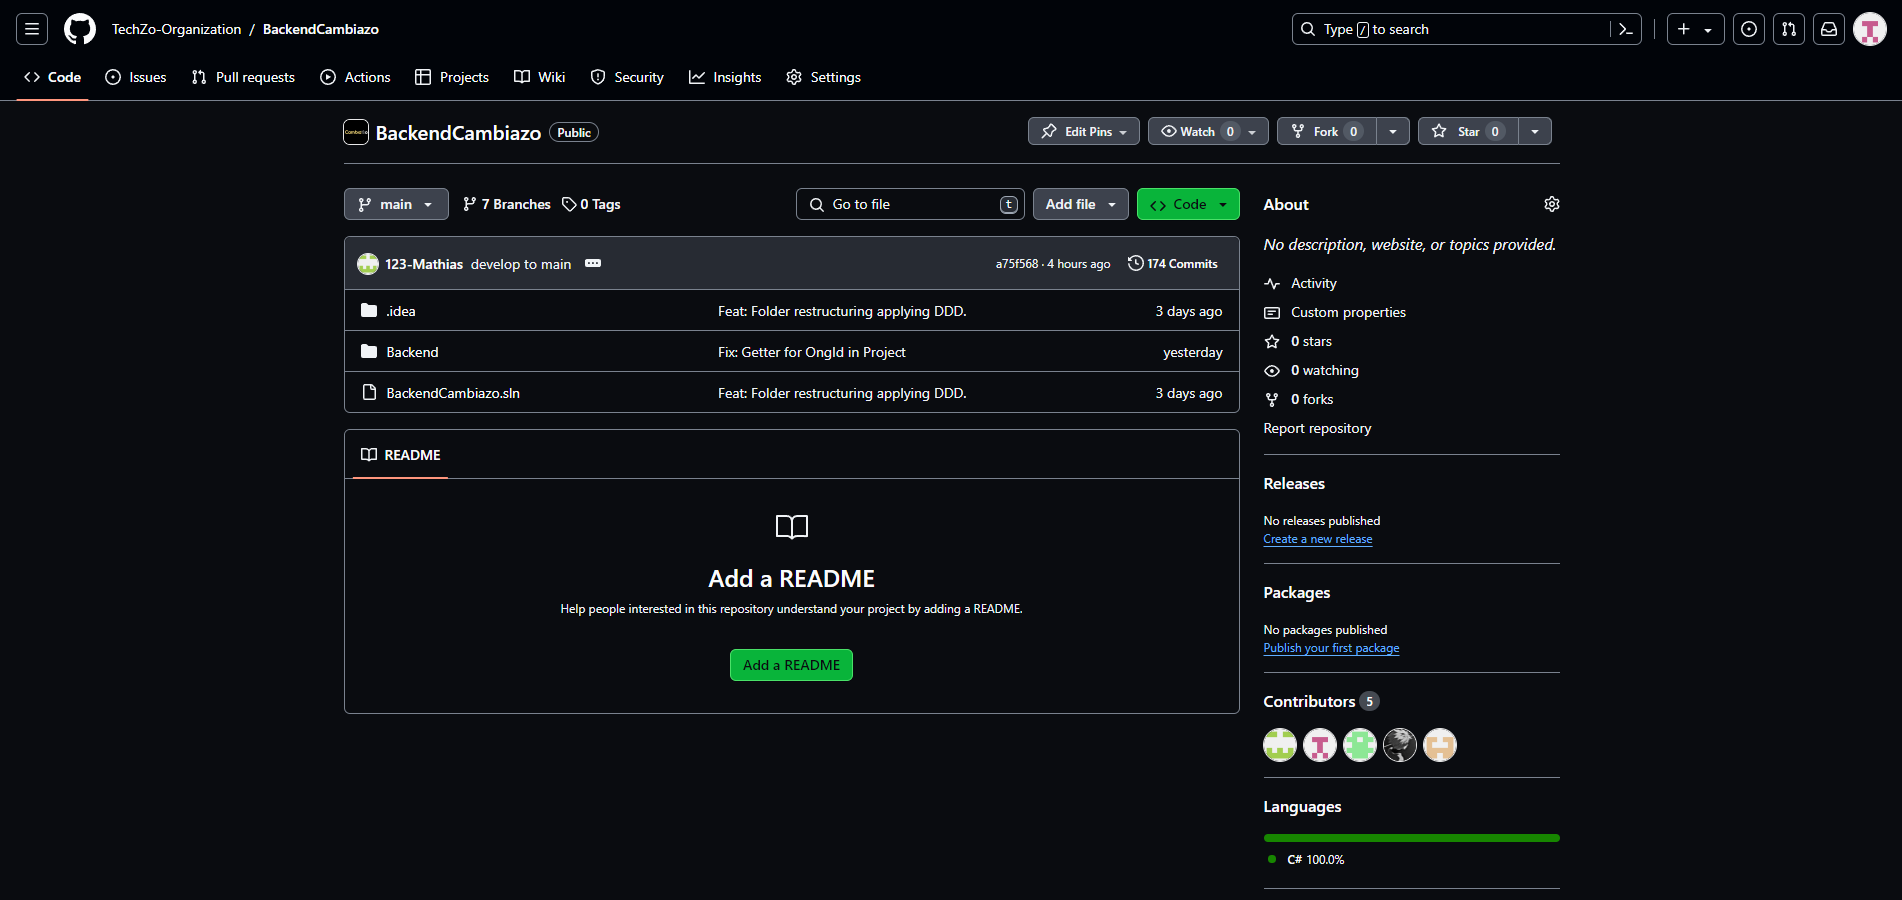 TechZo-Organization / BackendCambiazo
Type / to search
Code Issues Pull requests Actions Projects Wiki Security Insights Settings
Cambiazo BackendCambiazo Public
Edit Pins Watch 0 Fork 0 Star 0
main 7 Branches 0 Tags
Go to file t Add file Code
123-Mathias develop to main
a75f568 · 4 hours ago 174 Commits
.idea Feat: Folder restructuring applying DDD. 3 days ago
Backend Fix: Getter for OngId in Project yesterday
BackendCambiazo.sln Feat: Folder restructuring applying DDD. 3 days ago
README
Add a README
Help people interested in this repository understand your project by adding a README.
Add a README
About
No description, website, or topics provided.
Activity
Custom properties
0 stars
0 watching
0 forks
Report repository
Releases
No releases published
Create a new release
Packages
No packages published
Publish your first package
Contributors 5
Languages
C# 100.0%